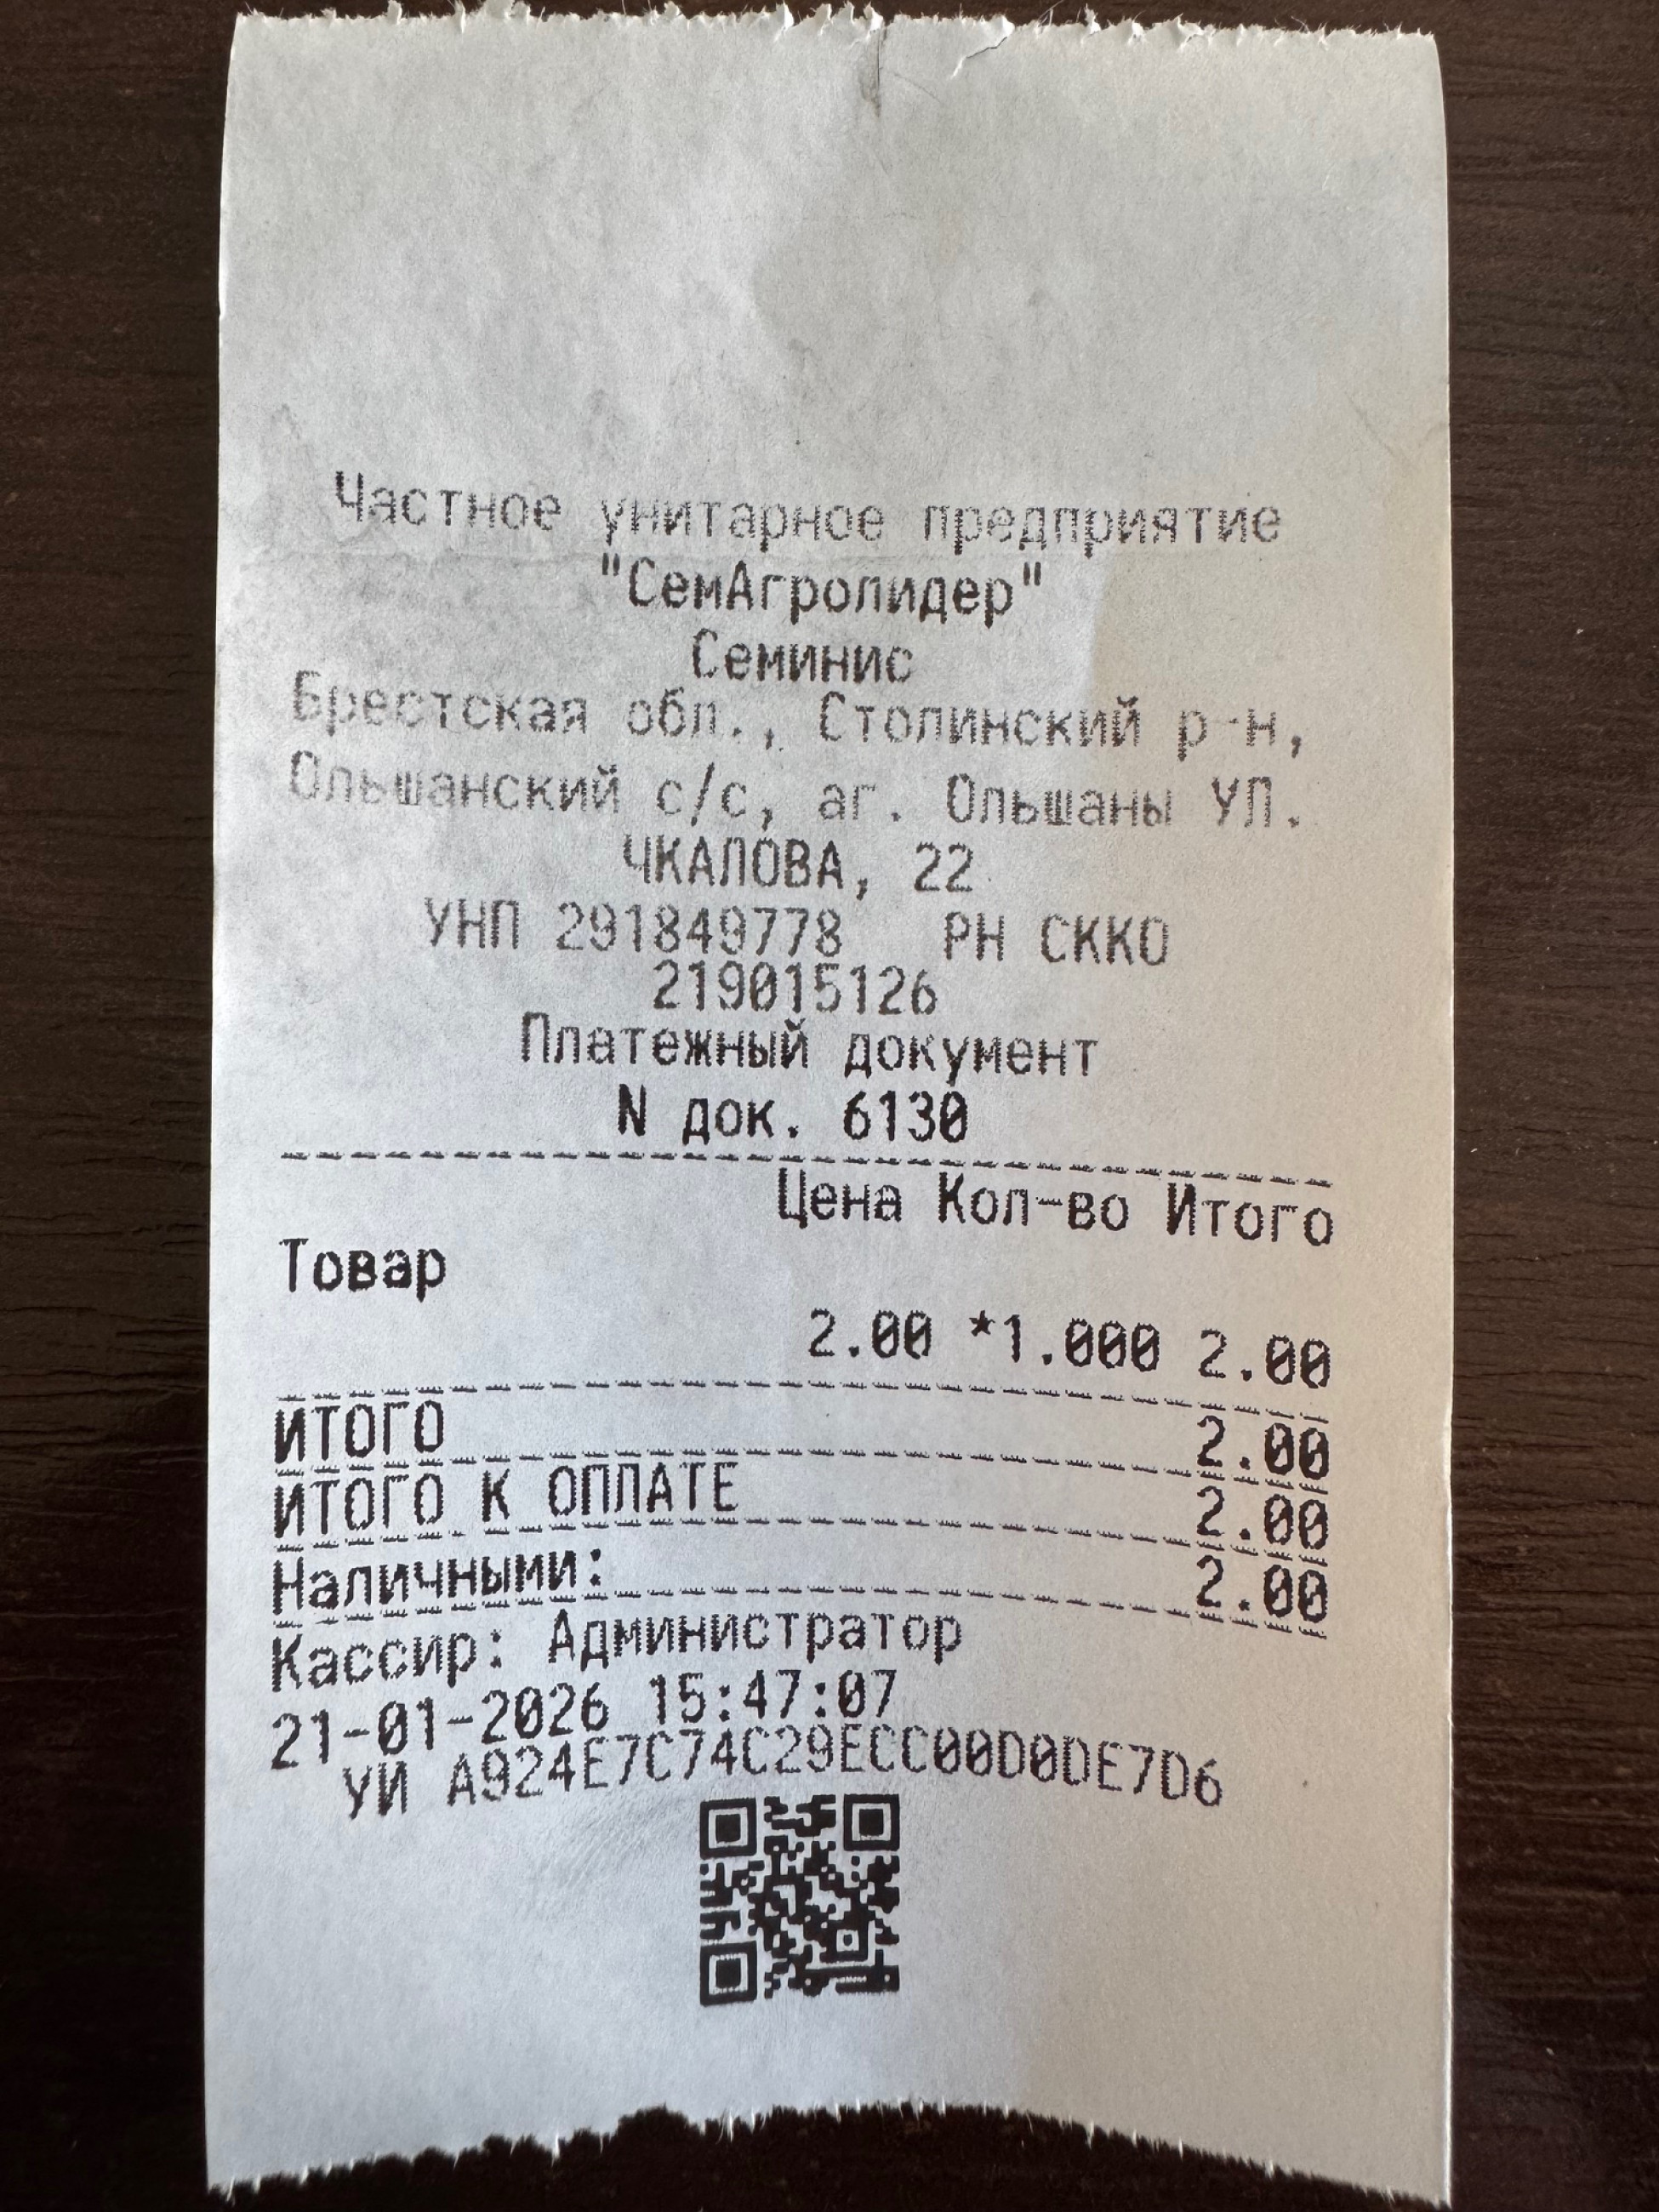 Частное унитарное предприятие
"СемАгролидер"
Семинис
Брестская обл., Столинский р-н,
Ольшанский с/с, аг. Ольшаны УЛ.
ЧКАЛОВА, 22
УНП 291849778 РН СККО
219015126
Платежный документ
N док. 6130
Цена Кол-во Итого
Товар
2.00 *1.000 2.00
ИТОГО 2.00
ИТОГО К ОПЛАТЕ 2.00
Наличными: 2.00
Кассир: Администратор
21-01-2026 15:47:07
УИ A924E7C74C29ECC00D0DE7D6